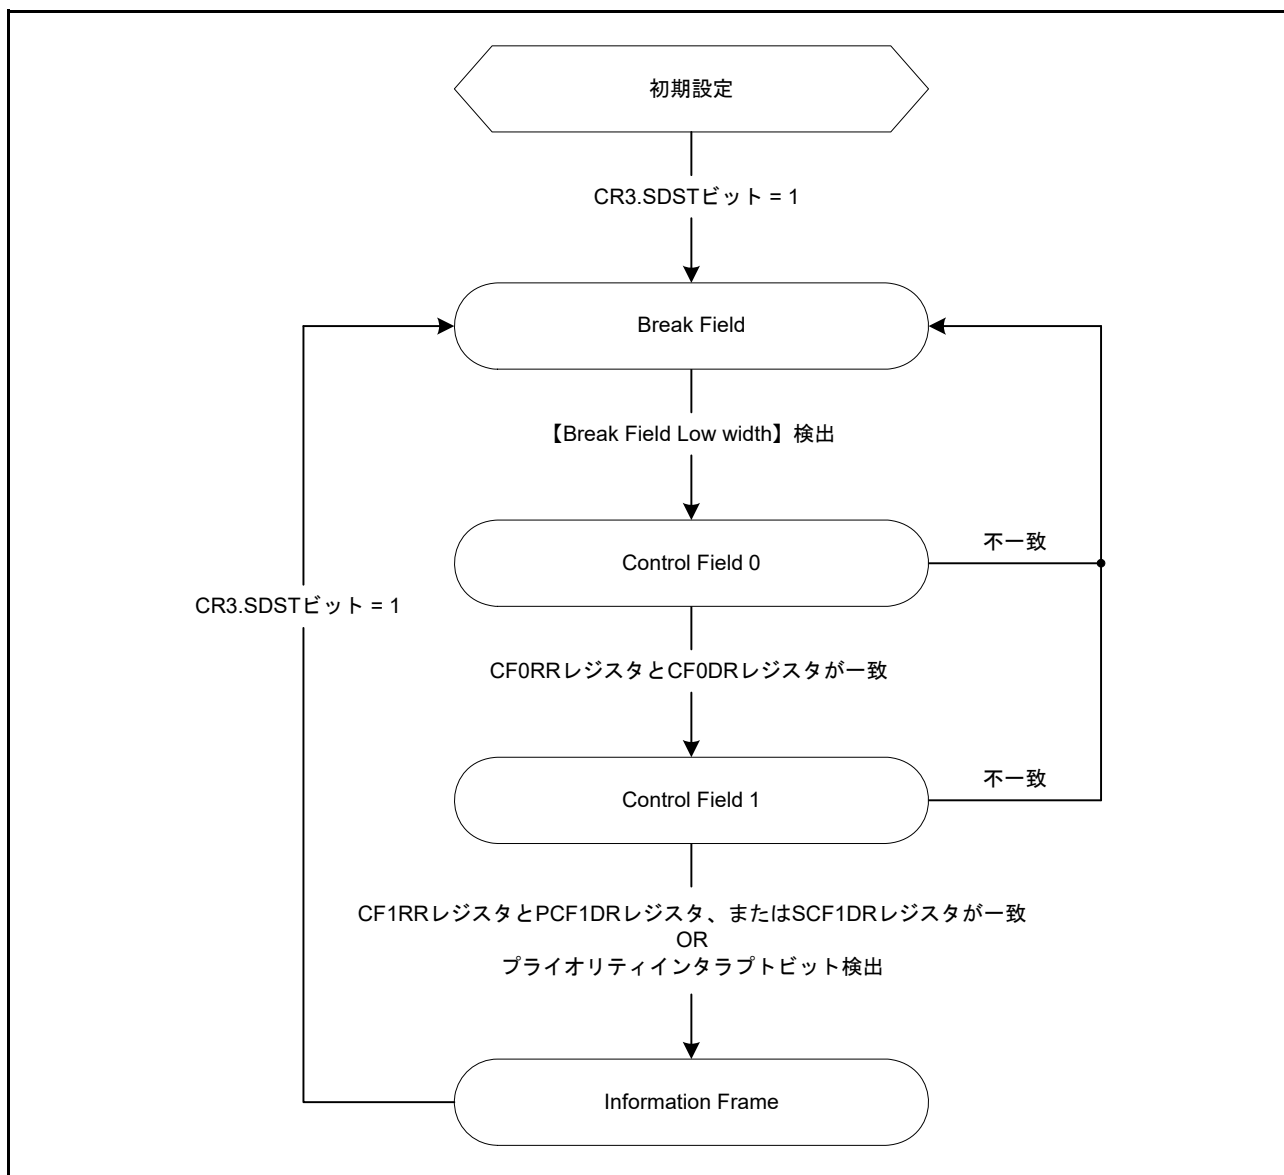 初期設定
CR3.SDSTビット = 1
Break Field
【Break Field Low width】検出
Control Field 0
不一致
CR3.SDSTビット = 1
CF0RRレジスタとCF0DRレジスタが一致
Control Field 1
不一致
CF1RRレジスタとPCF1DRレジスタ、またはSCF1DRレジスタが一致
OR
プライオリティインタラプトビット検出
Information Frame